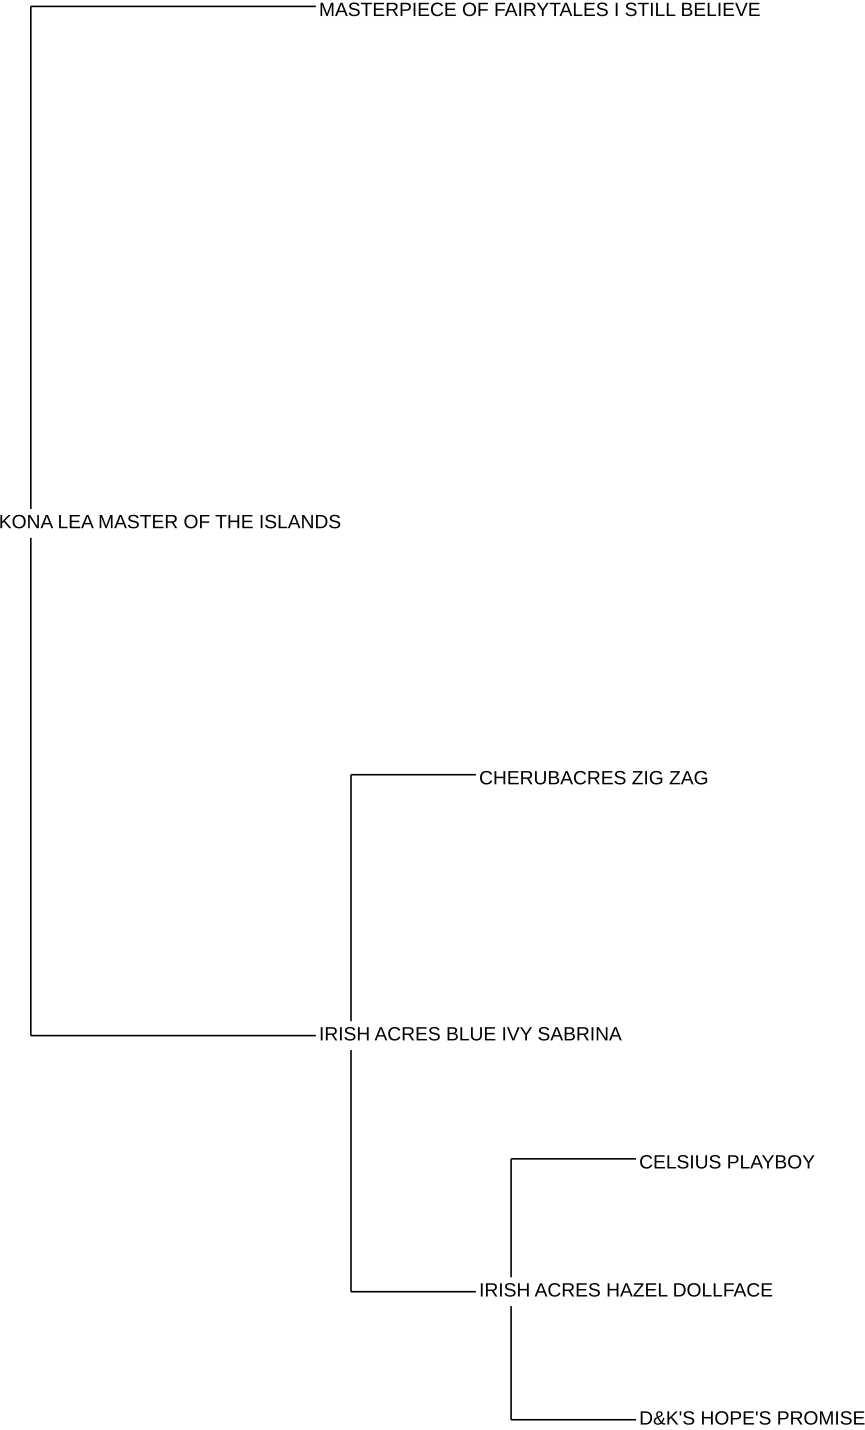 MASTERPIECE OF FAIRYTALES I STILL BELIEVE
KONA LEA MASTER OF THE ISLANDS
CHERUBACRES ZIG ZAG
IRISH ACRES BLUE IVY SABRINA
CELSIUS PLAYBOY
IRISH ACRES HAZEL DOLLFACE
D&K'S HOPE'S PROMISE